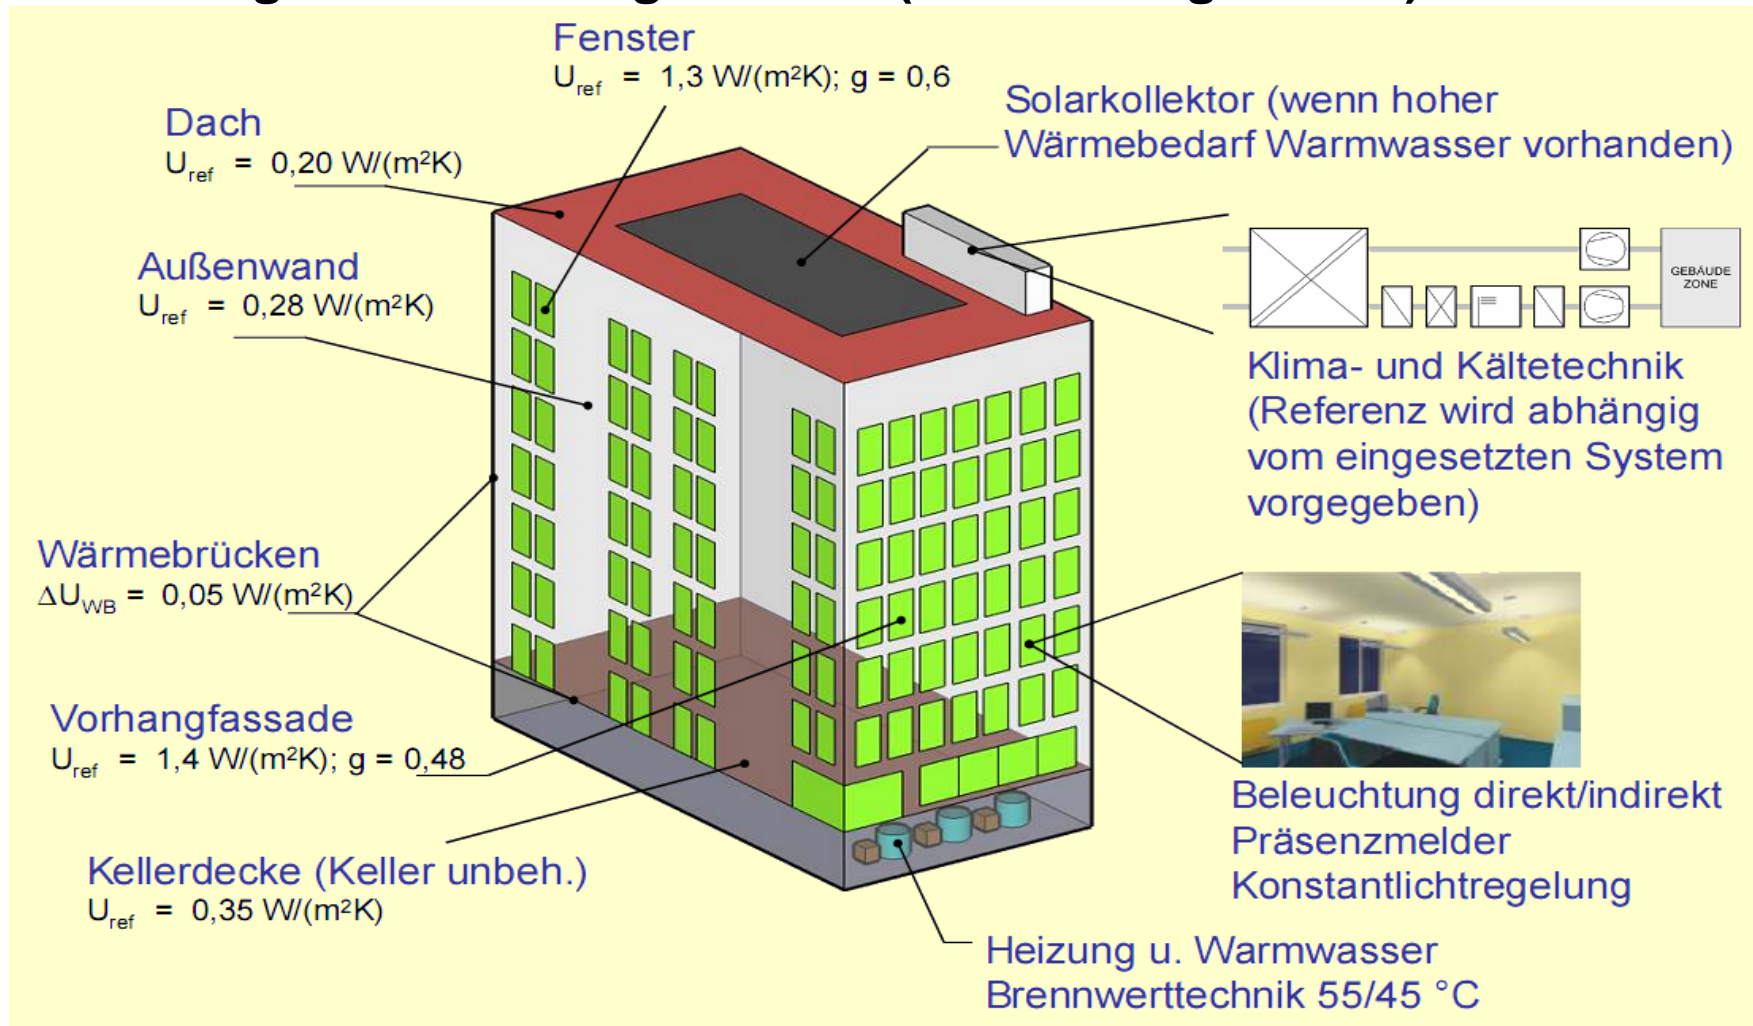 Fenster
Uref = 1,3 W/(m²K); g = 0,6
Dach
Uref = 0,20 W/(m²K)
Solarkollektor (wenn hoher
Wärmebedarf Warmwasser vorhanden)
Außenwand
Uref = 0,28 W/(m²K)
GEBÄUDE
ZONE
Klima- und Kältetechnik
(Referenz wird abhängig
vom eingesetzten System
vorgegeben)
Wärmebrücken
ΔUWB = 0,05 W/(m²K)
Vorhangfassade
Uref = 1,4 W/(m²K); g = 0,48
Beleuchtung direkt/indirekt
Präsenzmelder
Konstantlichtregelung
Kellerdecke (Keller unbeh.)
Uref = 0,35 W/(m²K)
Heizung u. Warmwasser
Brennwerttechnik 55/45 °C